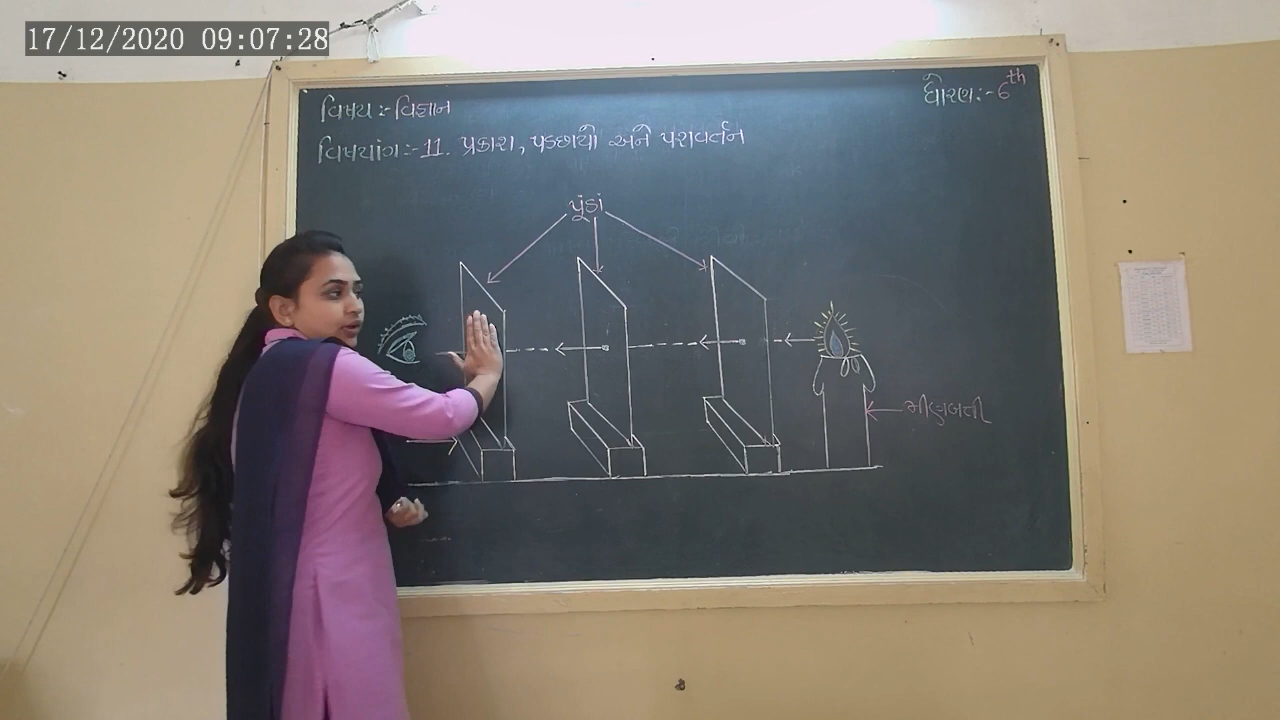 17/12/2020 09:07:28
વિષય :- વિજ્ઞાન
ધોરણ :- 6th
વિષયાંગ :- 11. પ્રકાશ, પડછાયો અને પરાવર્તન
પૂંઠાં
મીણબત્તી